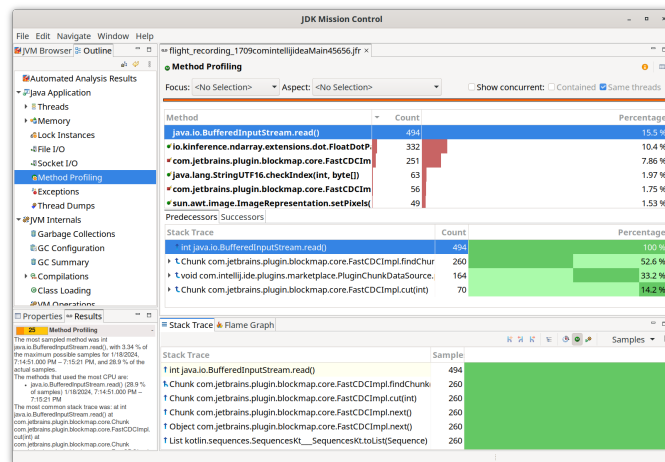 JDK Mission Control
File Edit Navigate Window Help
JVM Browser Outline
flight_recording_1709comintellijideaMain45656.jfr
Automated Analysis Results
Java Application
Threads
Memory
Lock Instances
File I/O
Socket I/O
Method Profiling
Exceptions
Thread Dumps
JVM Internals
Garbage Collections
GC Configuration
GC Summary
Compilations
Class Loading
VM Operations
Method Profiling
Focus: <No Selection> Aspect: <No Selection> Show concurrent: Contained Same threads
Method Count Percentage
java.io.BufferedInputStream.read() 494 15.5 %
io.kinference.ndarray.extensions.dot.FloatDotP 332 10.4 %
com.jetbrains.plugin.blockmap.core.FastCDCIm 251 7.86 %
java.lang.StringUTF16.checkIndex(int, byte[]) 63 1.97 %
com.jetbrains.plugin.blockmap.core.FastCDCIm 56 1.75 %
sun.awt.image.ImageRepresentation.setPixels( 49 1.53 %
Predecessors Successors
Stack Trace Count Percentage
int java.io.BufferedInputStream.read() 494 100 %
Chunk com.jetbrains.plugin.blockmap.core.FastCDCImpl.findChur 260 52.6 %
void com.intellij.ide.plugins.marketplace.PluginChunkDataSource. 164 33.2 %
Chunk com.jetbrains.plugin.blockmap.core.FastCDCImpl.cut(int) 70 14.2 %
Properties Results
25 Method Profiling
The most sampled method was int
java.io.BufferedInputStream.read(), with 3.34 % of
the maximum possible samples for 1/18/2024,
7:14:51.000 PM – 7:15:21 PM, and 28.9 % of the
actual samples.
The methods that used the most CPU are:
java.io.BufferedInputStream.read() (28.9 %
of samples) 1/18/2024, 7:14:51.000 PM –
7:15:21 PM
The most common stack trace was: at int
java.io.BufferedInputStream.read() at
com.jetbrains.plugin.blockmap.core.Chunk
com.jetbrains.plugin.blockmap.core.FastCDCImpl.
cut(int) at
com.jetbrains.plugin.blockmap.core.Chunk
Stack Trace Flame Graph
Samples
Stack Trace Sample
int java.io.BufferedInputStream.read() 494
Chunk com.jetbrains.plugin.blockmap.core.FastCDCImpl.findChunk 260
Chunk com.jetbrains.plugin.blockmap.core.FastCDCImpl.cut(int) 260
Chunk com.jetbrains.plugin.blockmap.core.FastCDCImpl.next() 260
Object com.jetbrains.plugin.blockmap.core.FastCDCImpl.next() 260
List kotlin.sequences.SequencesKt___SequencesKt.toList(Sequence) 260